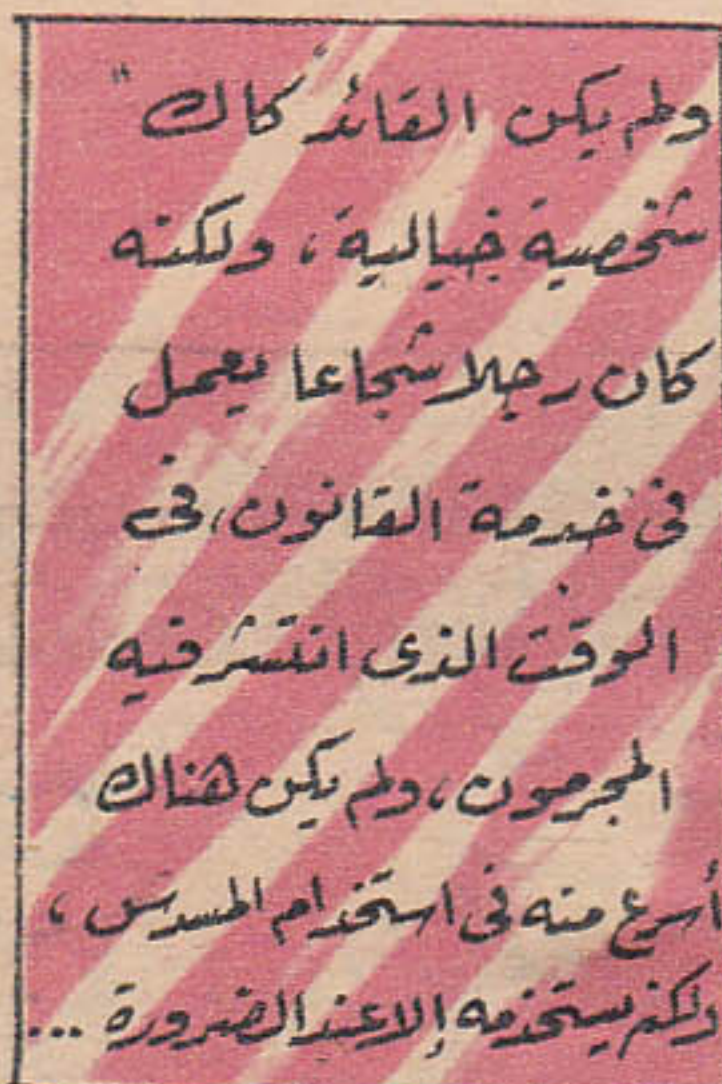 ولم يكن القائد "كاك"
شخصية خيالية، ولكنه
كان رجلا شجاعا يعمل
فى خدمة القانون، فى
الوقت الذى انتشر فيه
المجرمون، ولم يكن هناك
أسرع منه فى استخدام المسدس،
ولكن يستخدمه إلا عند الضرورة ...